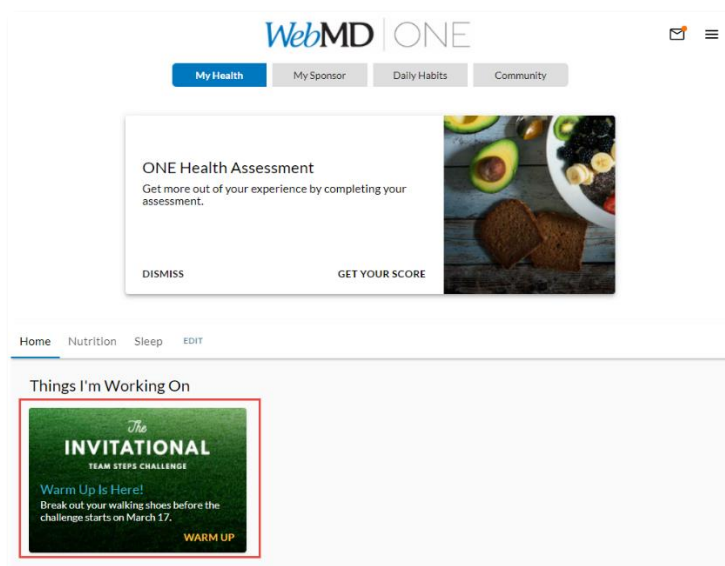 WebMD ONE
My Health My Sponsor Daily Habits Community
ONE Health Assessment
Get more out of your experience by completing your
assessment.
DISMISS GET YOUR SCORE
Home Nutrition Sleep EDIT
Things I'm Working On
The
INVITATIONAL
TEAM STEPS CHALLENGE
Warm Up Is Here!
Break out your walking shoes before the
challenge starts on March 17.
WARM UP